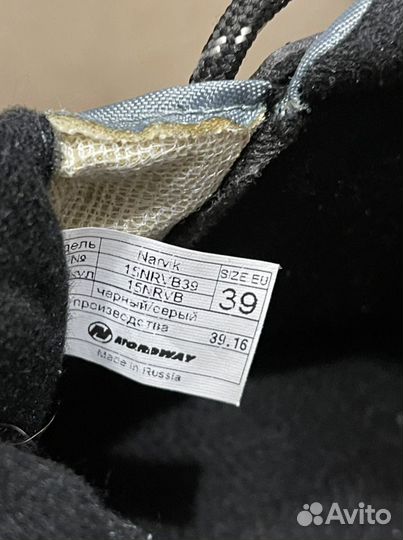 дель Narvik SIZE EU
№ 15NRVB39 39
кул 15NRVB
черный/серый
производства 39.16
NORDWAY
Made in Russia
Avito